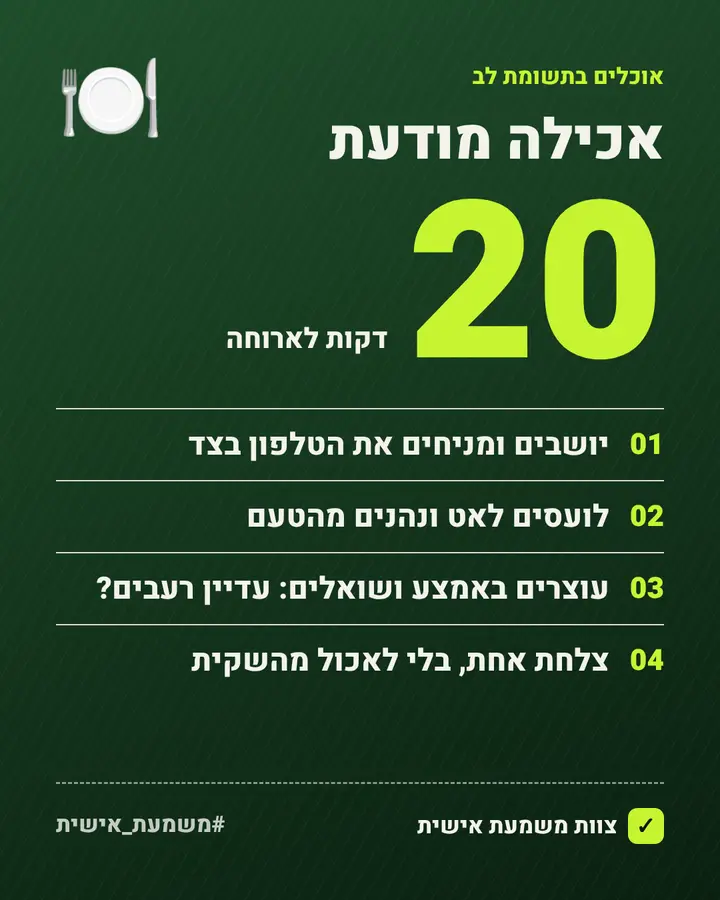 אוכלים בתשומת לב
אכילה מודעת
20
דקות לארוחה
01 יושבים ומניחים את הטלפון בצד
02 לועסים לאט ונהנים מהטעם
03 עוצרים באמצע ושואלים: עדיין רעבים?
04 צלחת אחת, בלי לאכול מהשקית
✓ צוות משמעת אישית
#משמעת_אישית